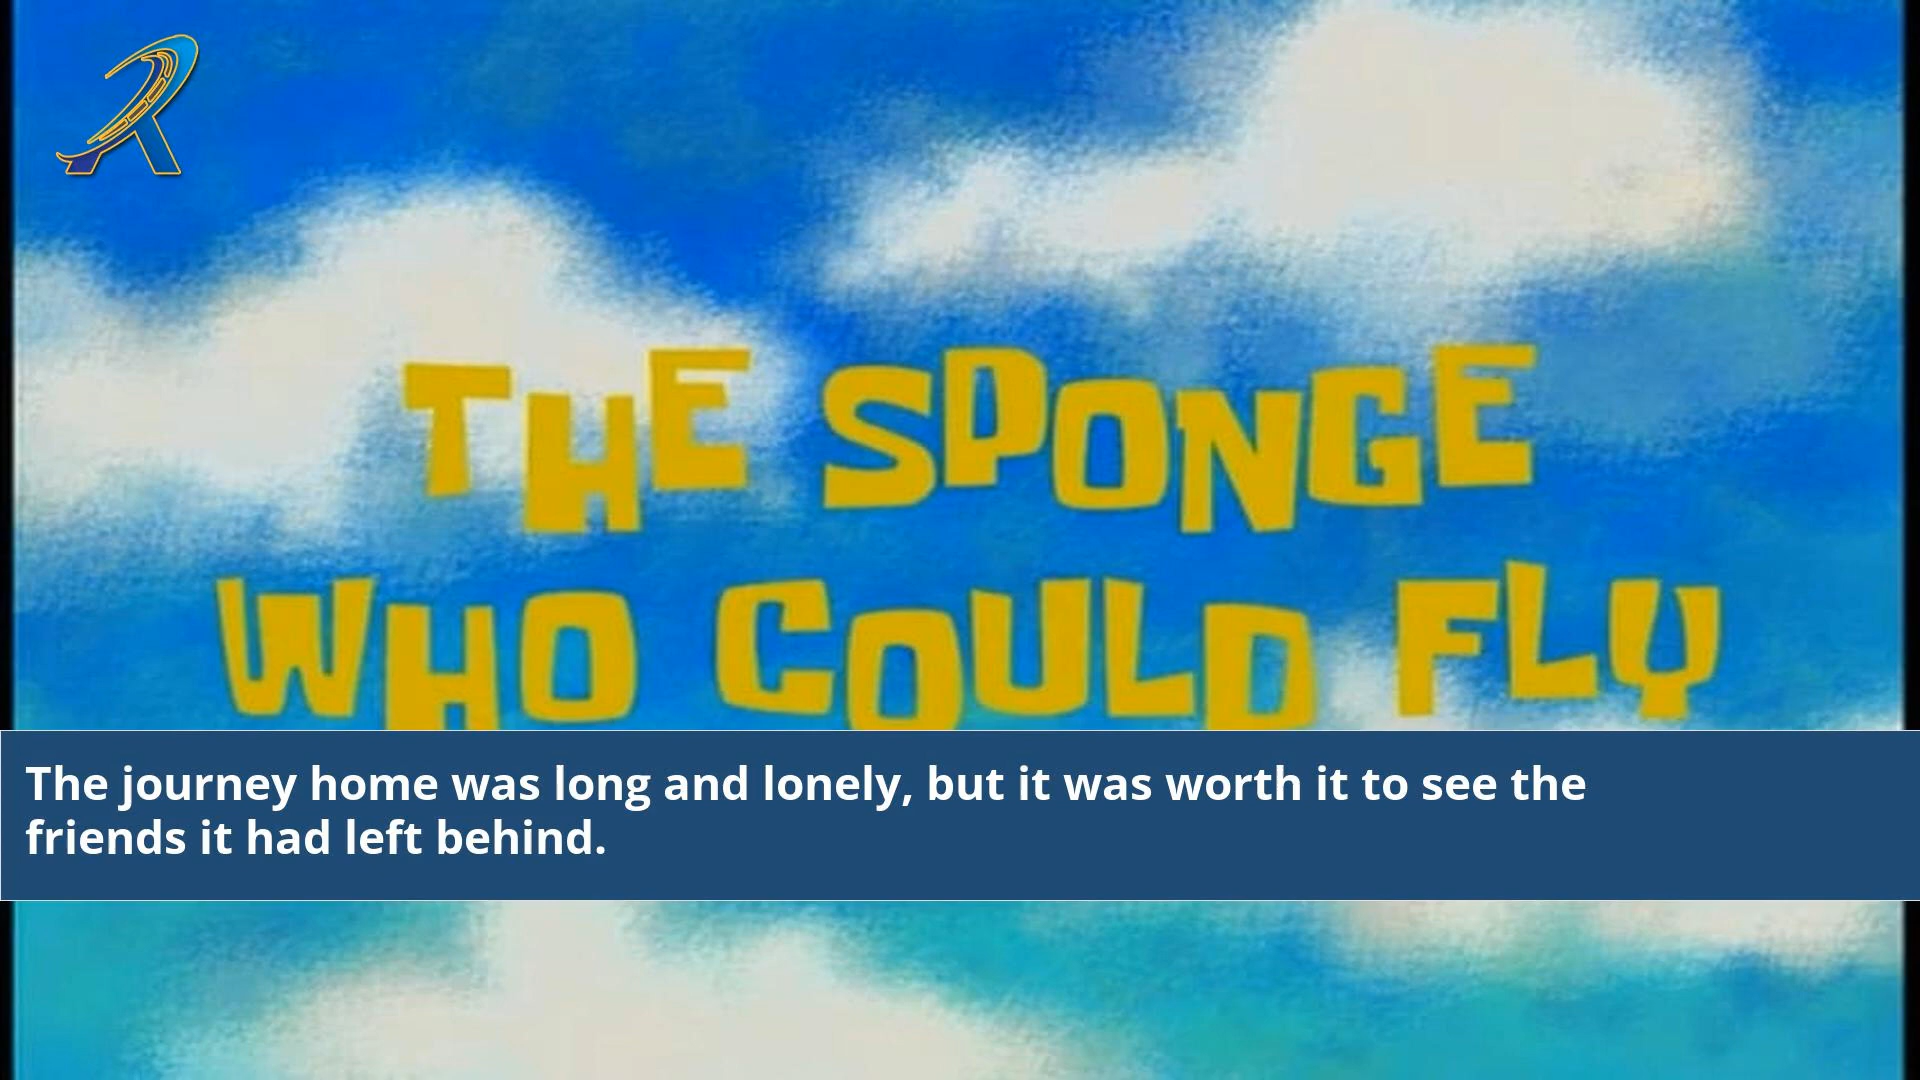 THE SPONGE
WHO COULD FLY
The journey home was long and lonely, but it was worth it to see the
friends it had left behind.